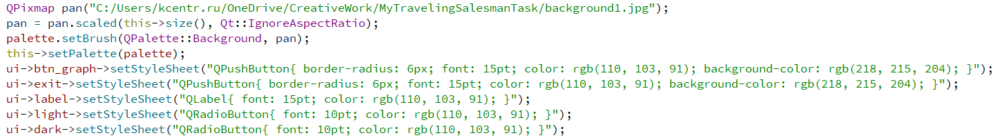 QPixmap pan("C:/Users/kcentr.ru/OneDrive/CreativeWork/MyTravelingSalesmanTask/background1.jpg");
pan = pan.scaled(this->size(), Qt::IgnoreAspectRatio);
palette.setBrush(QPalette::Background, pan);
this->setPalette(palette);
ui->btn_graph->setStyleSheet("QPushButton{ border-radius: 6px; font: 15pt; color: rgb(110, 103, 91); background-color: rgb(218, 215, 204); }");
ui->exit->setStyleSheet("QPushButton{ border-radius: 6px; font: 15pt; color: rgb(110, 103, 91); background-color: rgb(218, 215, 204); }");
ui->label->setStyleSheet("QLabel{ font: 15pt; color: rgb(110, 103, 91); }");
ui->light->setStyleSheet("QRadioButton{ font: 10pt; color: rgb(110, 103, 91); }");
ui->dark->setStyleSheet("QRadioButton{ font: 10pt; color: rgb(110, 103, 91); }");